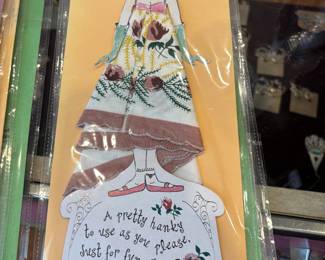 A pretty hanky
to use as you please.
Just for fun